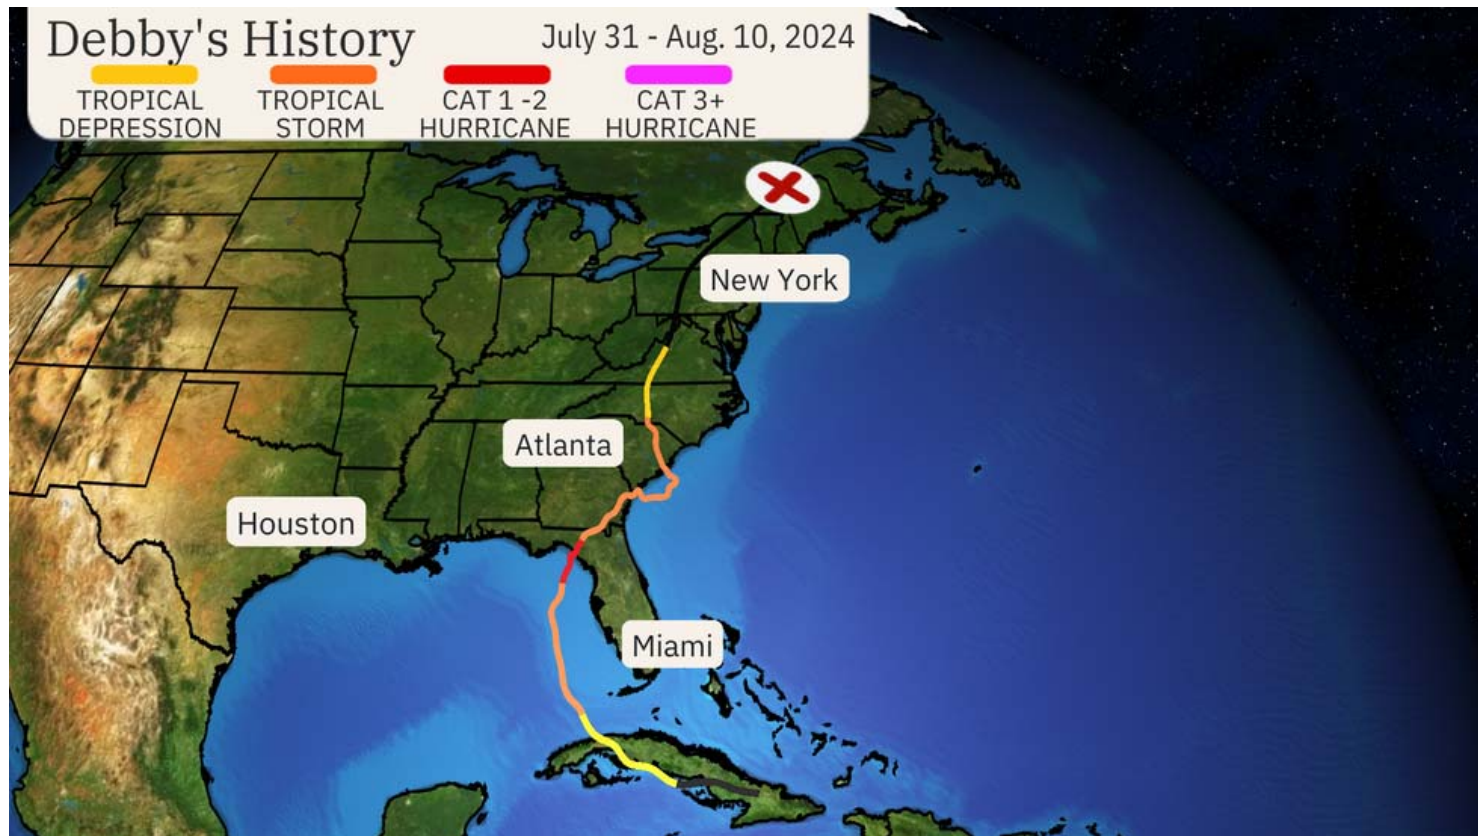 Debby's History
July 31 - Aug. 10, 2024
TROPICAL
DEPRESSION
TROPICAL
STORM
CAT 1 -2
HURRICANE
CAT 3+
HURRICANE
New York
Atlanta
Houston
Miami